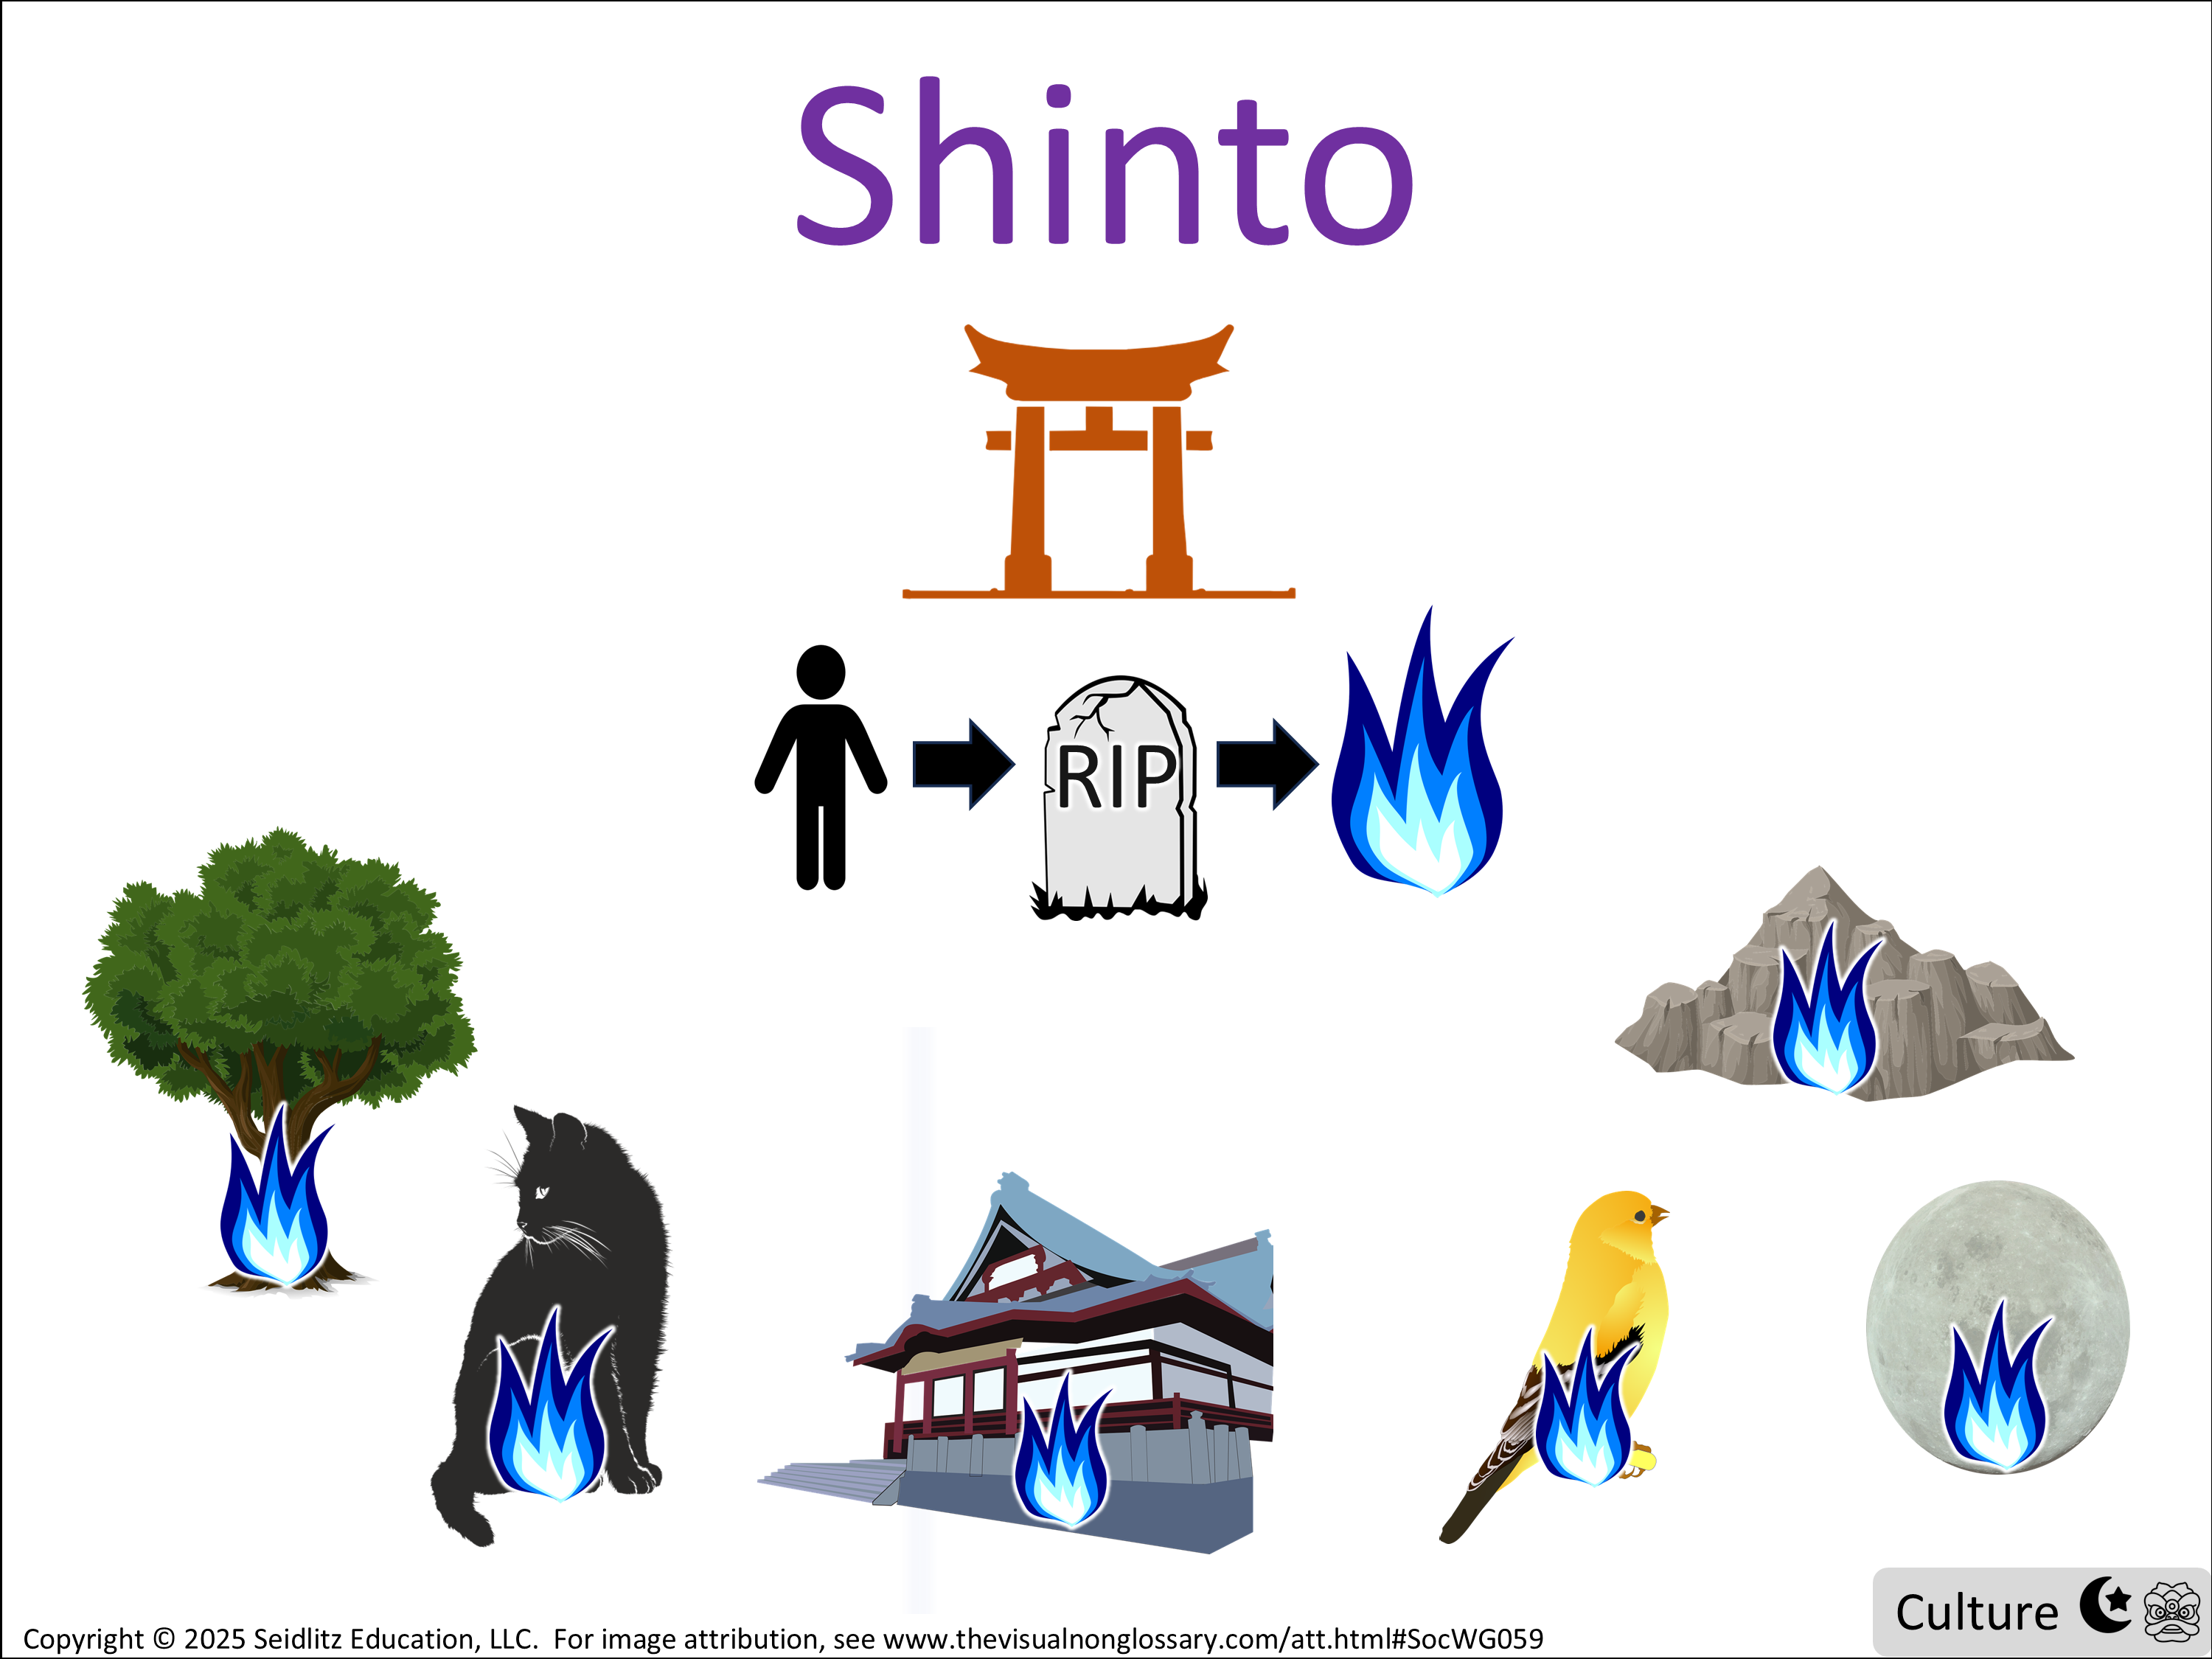 Shinto
RIP
Culture
Copyright © 2025 Seidlitz Education, LLC.  For image attribution, see www.thevisualnonglossary.com/att.html#SocWG059